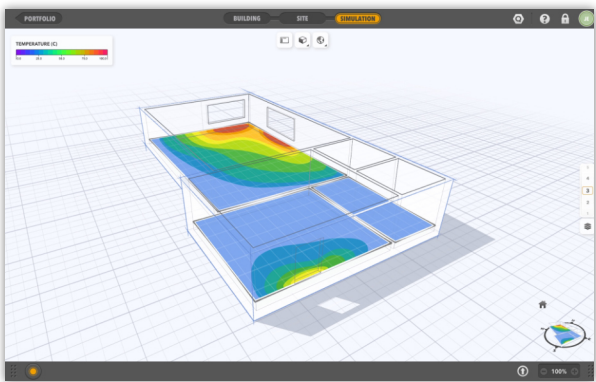 PORTFOLIO
BUILDING
SITE
SIMULATION
TEMPERATURE (C)
100%